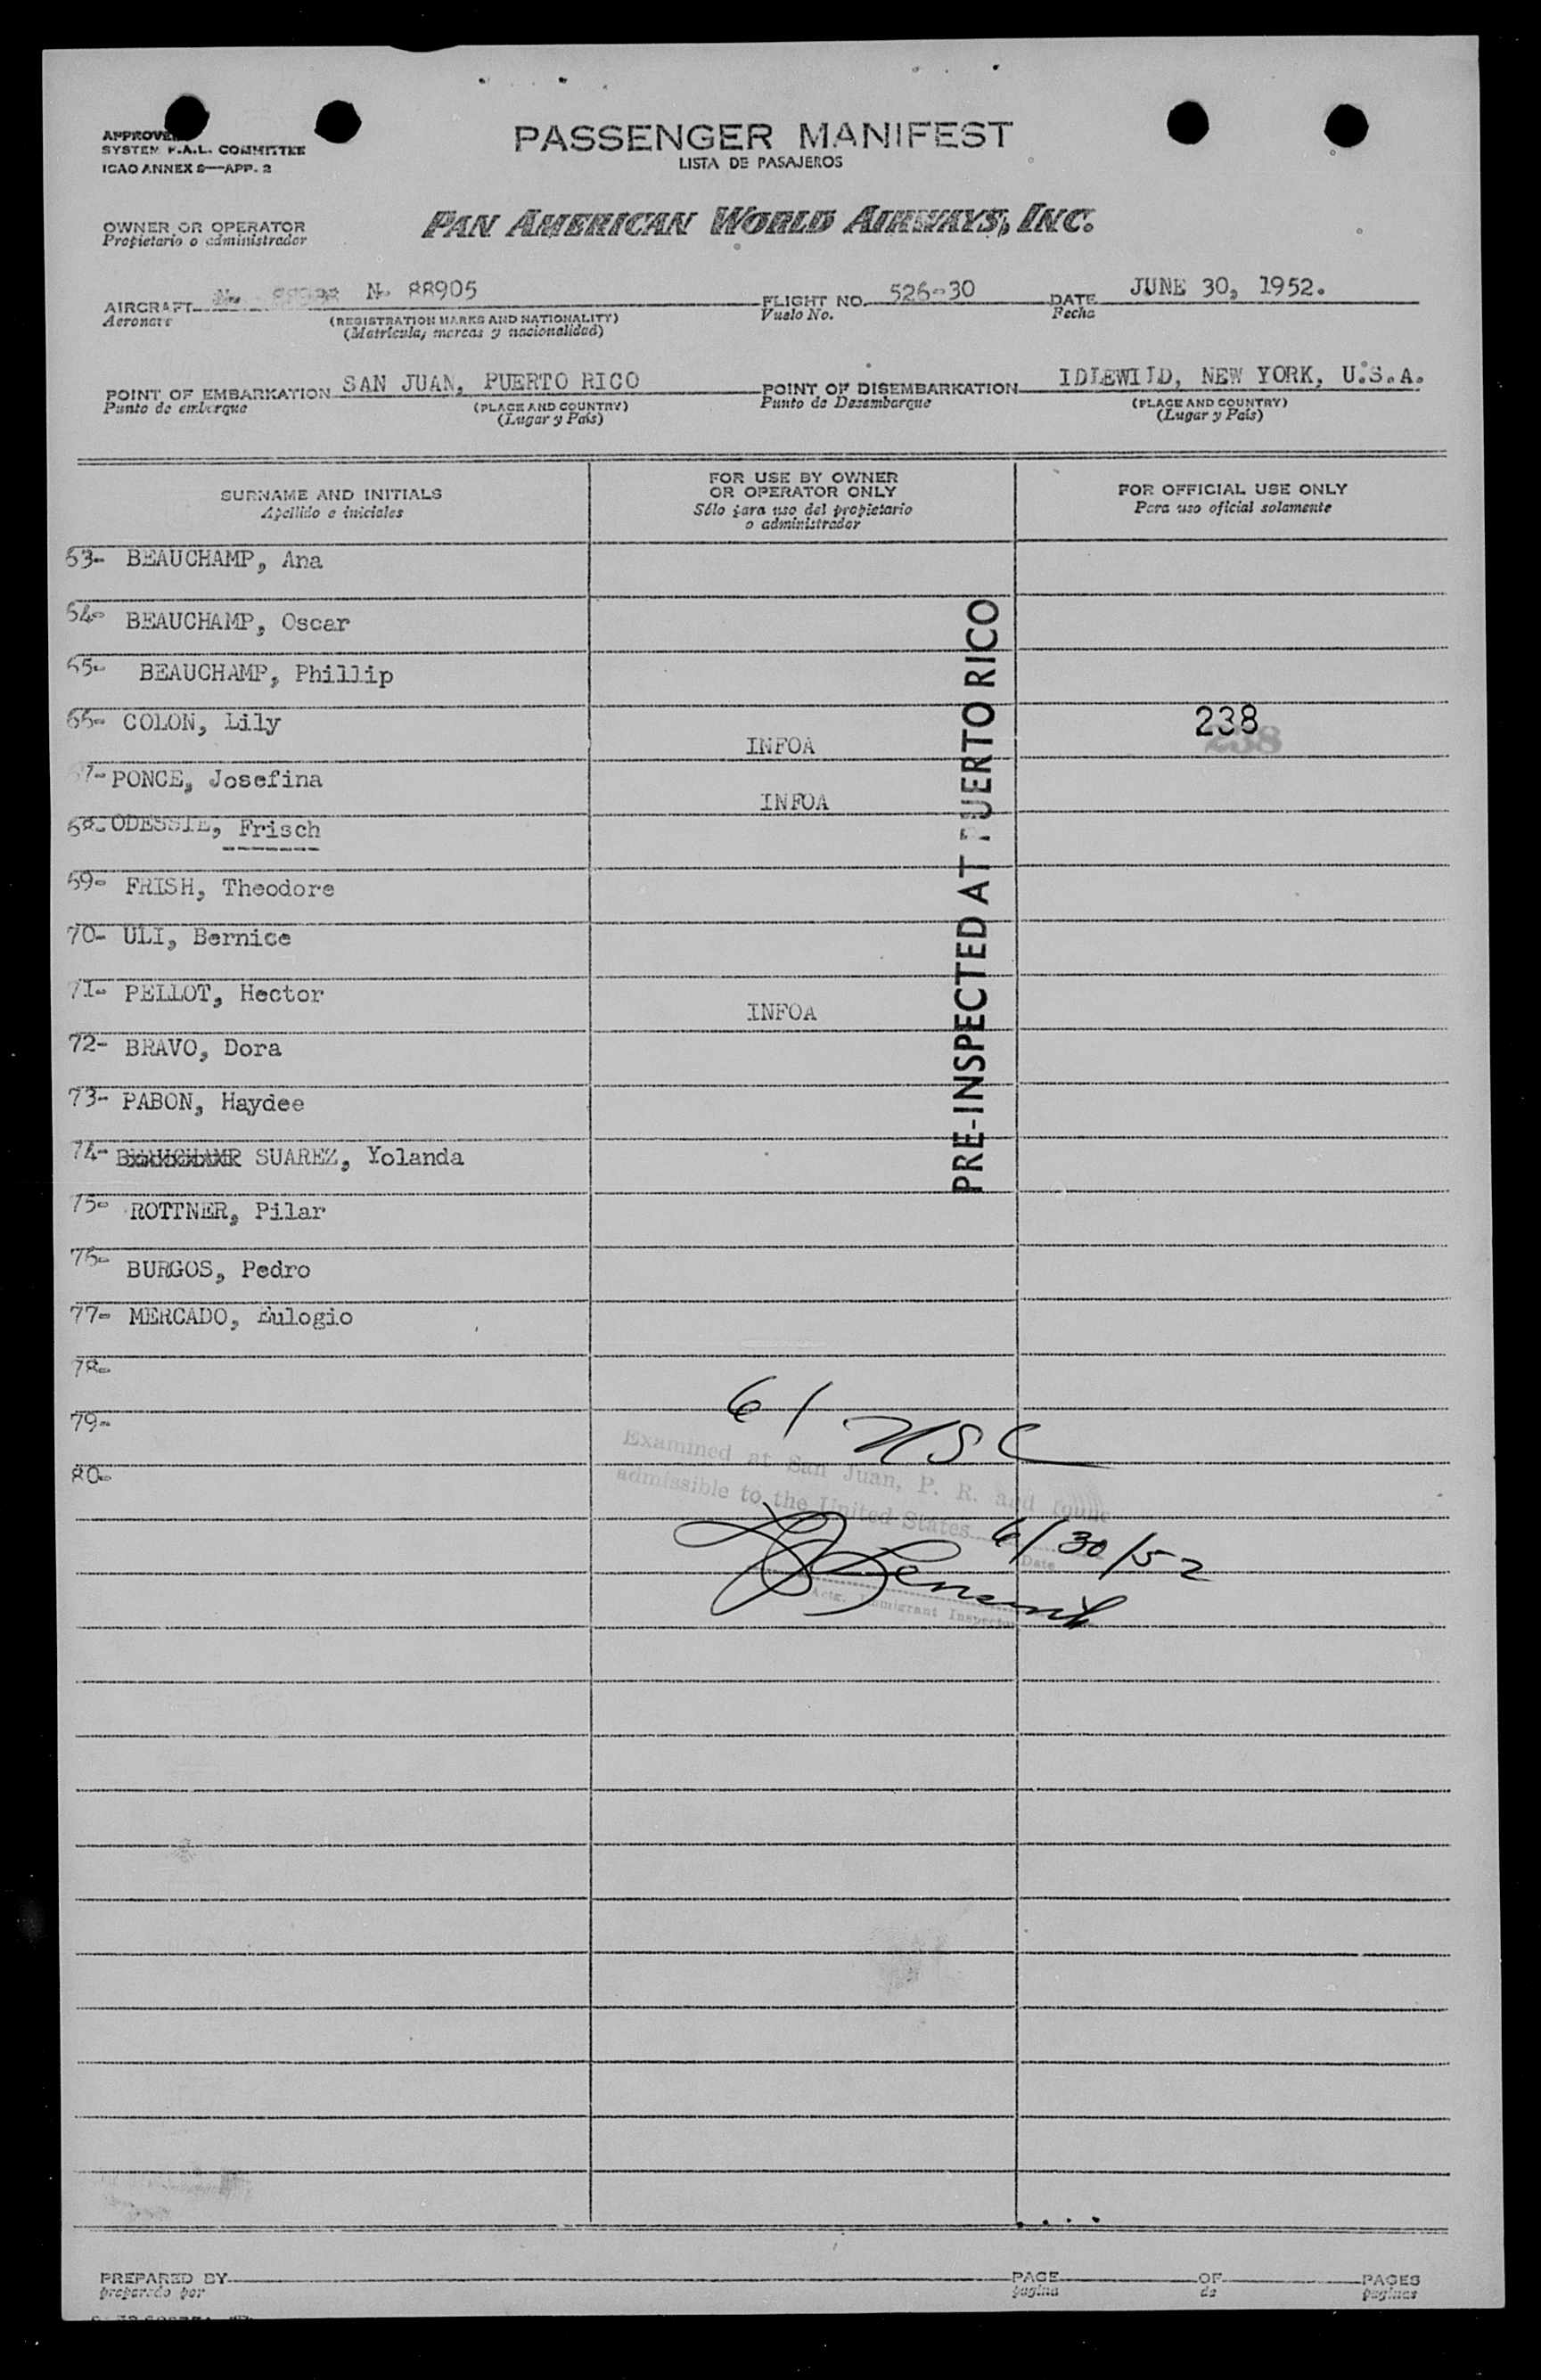 APPROVED
SYSTEM F.A.L. COMMITTEE
ICAO ANNEX 9—APP. 2
PASSENGER MANIFEST
LISTA DE PASAJEROS
OWNER OR OPERATOR
Propietario o administrador
PAN AMERICAN WORLD AIRWAYS, INC.
AIRCRAFT N- N- 88905 FLIGHT NO. 526-30 DATE JUNE 30, 1952.
Aeronave (REGISTRATION MARKS AND NATIONALITY) Vuelo No. Fecha
(Matrícula, marcas y nacionalidad)
POINT OF EMBARKATION SAN JUAN, PUERTO RICO POINT OF DISEMBARKATION IDLEWILD, NEW YORK, U.S.A.
Punto de embarque (PLACE AND COUNTRY) Punto de Desembarque (PLACE AND COUNTRY)
(Lugar y País) (Lugar y País)
SURNAME AND INITIALS
Apellido e iniciales
FOR USE BY OWNER
OR OPERATOR ONLY
Sólo para uso del propietario
o administrador
FOR OFFICIAL USE ONLY
Para uso oficial solamente
63- BEAUCHAMP, Ana
64- BEAUCHAMP, Oscar
65- BEAUCHAMP, Phillip
66- COLON, Lily INFOA 238
67- PONCE, Josefina INFOA
68- ODESSIE, Frisch
69- FRISH, Theodore
70- ULI, Bernice
71- PELLOT, Hector INFOA
72- BRAVO, Dora
73- PABON, Haydee
74- BEAUCHAMP SUAREZ, Yolanda
75- ROTTNER, Pilar
76- BURGOS, Pedro
77- MERCADO, Eulogio
78-
79-
80-
PRE-INSPECTED AT PUERTO RICO
61 USC
Examined at San Juan, P. R. and found
admissible to the United States 6/30/52
Date
Actg. Immigrant Inspector
PREPARED BY PAGE OF PAGES
preparado por página de páginas